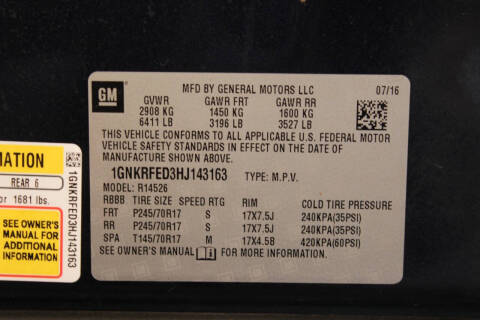 GM
MFD BY GENERAL MOTORS LLC 07/16
GVWR GAWR FRT GAWR RR
2908 KG 1450 KG 1600 KG
6411 LB 3196 LB 3527 LB
THIS VEHICLE CONFORMS TO ALL APPLICABLE U.S. FEDERAL MOTOR
VEHICLE SAFETY STANDARDS IN EFFECT ON THE DATE OF
MANUFACTURE SHOWN ABOVE.
1GNKRFED3HJ143163 TYPE: M.P.V.
MODEL: R14526
RBBB TIRE SIZE SPEED RTG RIM COLD TIRE PRESSURE
FRT P245/70R17 S 17X7.5J 240KPA(35PSI)
RR P245/70R17 S 17X7.5J 240KPA(35PSI)
SPA T145/70R17 M 17X4.5B 420KPA(60PSI)
SEE OWNER'S MANUAL FOR MORE INFORMATION
MATION
REAR 6
or 1681 lbs.
SEE OWNER'S
MANUAL FOR
ADDITIONAL
INFORMATION
1GNKRFED3HJ143163